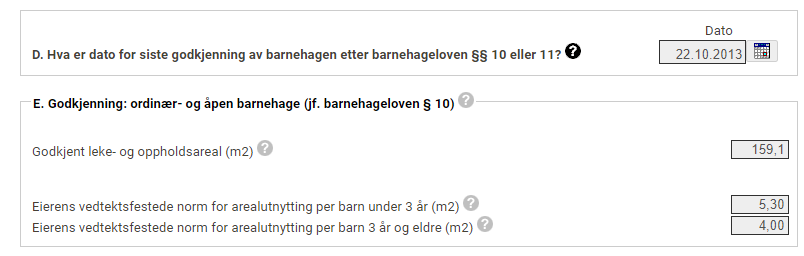 Dato
D. Hva er dato for siste godkjenning av barnehagen etter barnehageloven §§ 10 eller 11? ? 22.10.2013
E. Godkjenning: ordinær- og åpen barnehage (jf. barnehageloven § 10) ?
Godkjent leke- og oppholdsareal (m2) ? 159,1
Eierens vedtektsfestede norm for arealutnytting per barn under 3 år (m2) ? 5,30
Eierens vedtektsfestede norm for arealutnytting per barn 3 år og eldre (m2) ? 4,00